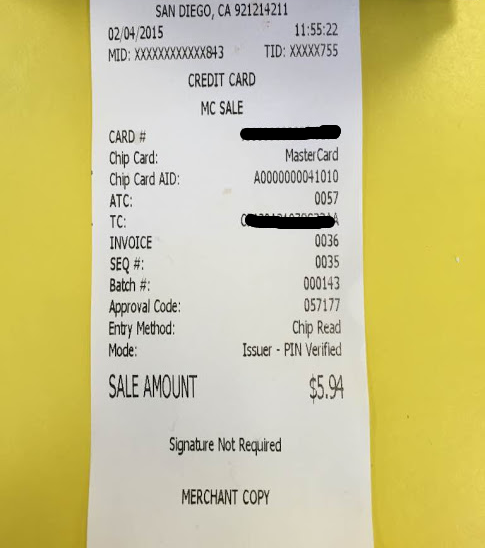 SAN DIEGO, CA 921214211
02/04/2015 11:55:22
MID: XXXXXXXXXXXX843 TID: XXXXX755
CREDIT CARD
MC SALE
CARD #
Chip Card: MasterCard
Chip Card AID: A0000000041010
ATC: 0057
TC:
INVOICE 0036
SEQ #: 0035
Batch #: 000143
Approval Code: 057177
Entry Method: Chip Read
Mode: Issuer - PIN Verified
SALE AMOUNT $5.94
Signature Not Required
MERCHANT COPY